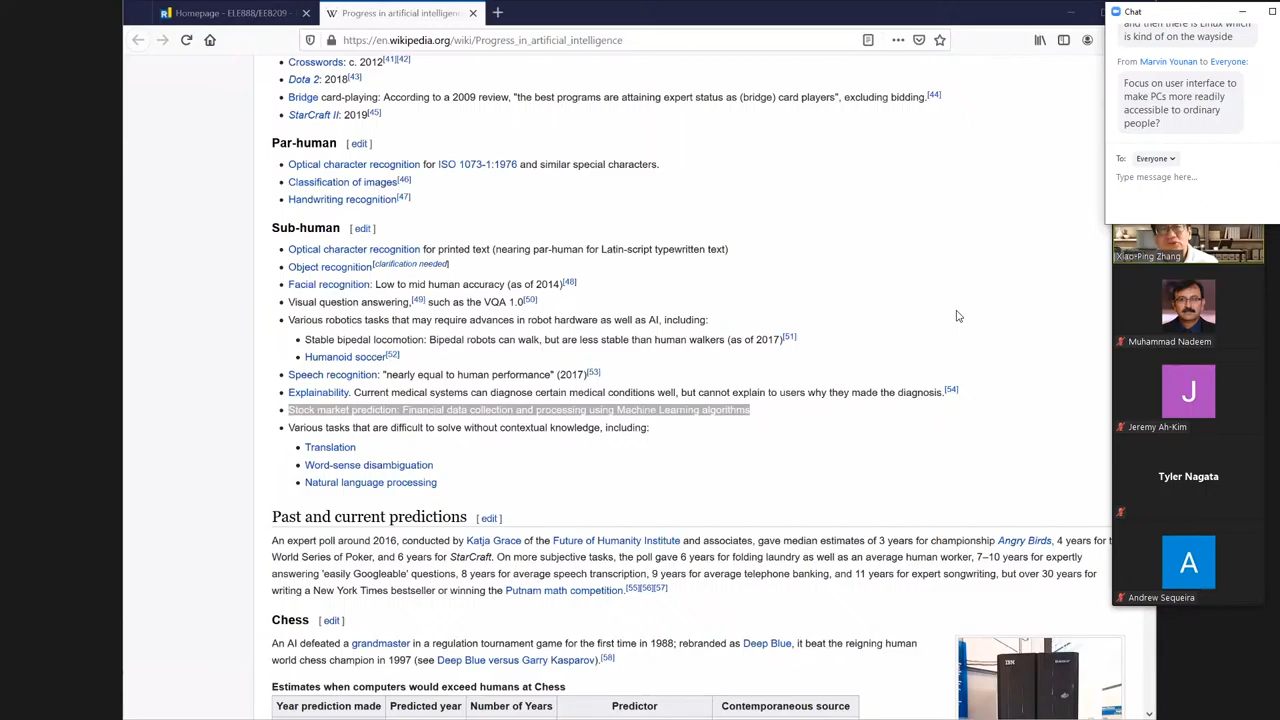 Homepage - ELE888/EE8209 -
Progress in artificial intelligence
https://en.wikipedia.org/wiki/Progress_in_artificial_intelligence
Crosswords: c. 2012[41][42]
Dota 2: 2018[43]
Bridge card-playing: According to a 2009 review, "the best programs are attaining expert status as (bridge) card players", excluding bidding.[44]
StarCraft II: 2019[45]
Par-human [ edit ]
Optical character recognition for ISO 1073-1:1976 and similar special characters.
Classification of images[46]
Handwriting recognition[47]
Sub-human [ edit ]
Optical character recognition for printed text (nearing par-human for Latin-script typewritten text)
Object recognition[clarification needed]
Facial recognition: Low to mid human accuracy (as of 2014)[48]
Visual question answering,[49] such as the VQA 1.0[50]
Various robotics tasks that may require advances in robot hardware as well as AI, including:
Stable bipedal locomotion: Bipedal robots can walk, but are less stable than human walkers (as of 2017)[51]
Humanoid soccer[52]
Speech recognition: "nearly equal to human performance" (2017)[53]
Explainability. Current medical systems can diagnose certain medical conditions well, but cannot explain to users why they made the diagnosis.[54]
Stock market prediction: Financial data collection and processing using Machine Learning algorithms
Various tasks that are difficult to solve without contextual knowledge, including:
Translation
Word-sense disambiguation
Natural language processing
Past and current predictions [ edit ]
An expert poll around 2016, conducted by Katja Grace of the Future of Humanity Institute and associates, gave median estimates of 3 years for championship Angry Birds, 4 years for
World Series of Poker, and 6 years for StarCraft. On more subjective tasks, the poll gave 6 years for folding laundry as well as an average human worker, 7–10 years for expertly
answering 'easily Googleable' questions, 8 years for average speech transcription, 9 years for average telephone banking, and 11 years for expert songwriting, but over 30 years for
writing a New York Times bestseller or winning the Putnam math competition.[55][56][57]
Chess [ edit ]
An AI defeated a grandmaster in a regulation tournament game for the first time in 1988; rebranded as Deep Blue, it beat the reigning human
world chess champion in 1997 (see Deep Blue versus Garry Kasparov).[58]
IBM
Estimates when computers would exceed humans at Chess
Year prediction made Predicted year Number of Years Predictor Contemporaneous source
Chat
and then there is Linux which
is kind of on the wayside
From Marvin Younan to Everyone:
Focus on user interface to
make PCs more readily
accessible to ordinary
people?
To: Everyone
Type message here...
Xiao-Ping Zhang
Muhammad Nadeem
J
Jeremy Ah-Kim
Tyler Nagata
A
Andrew Sequeira